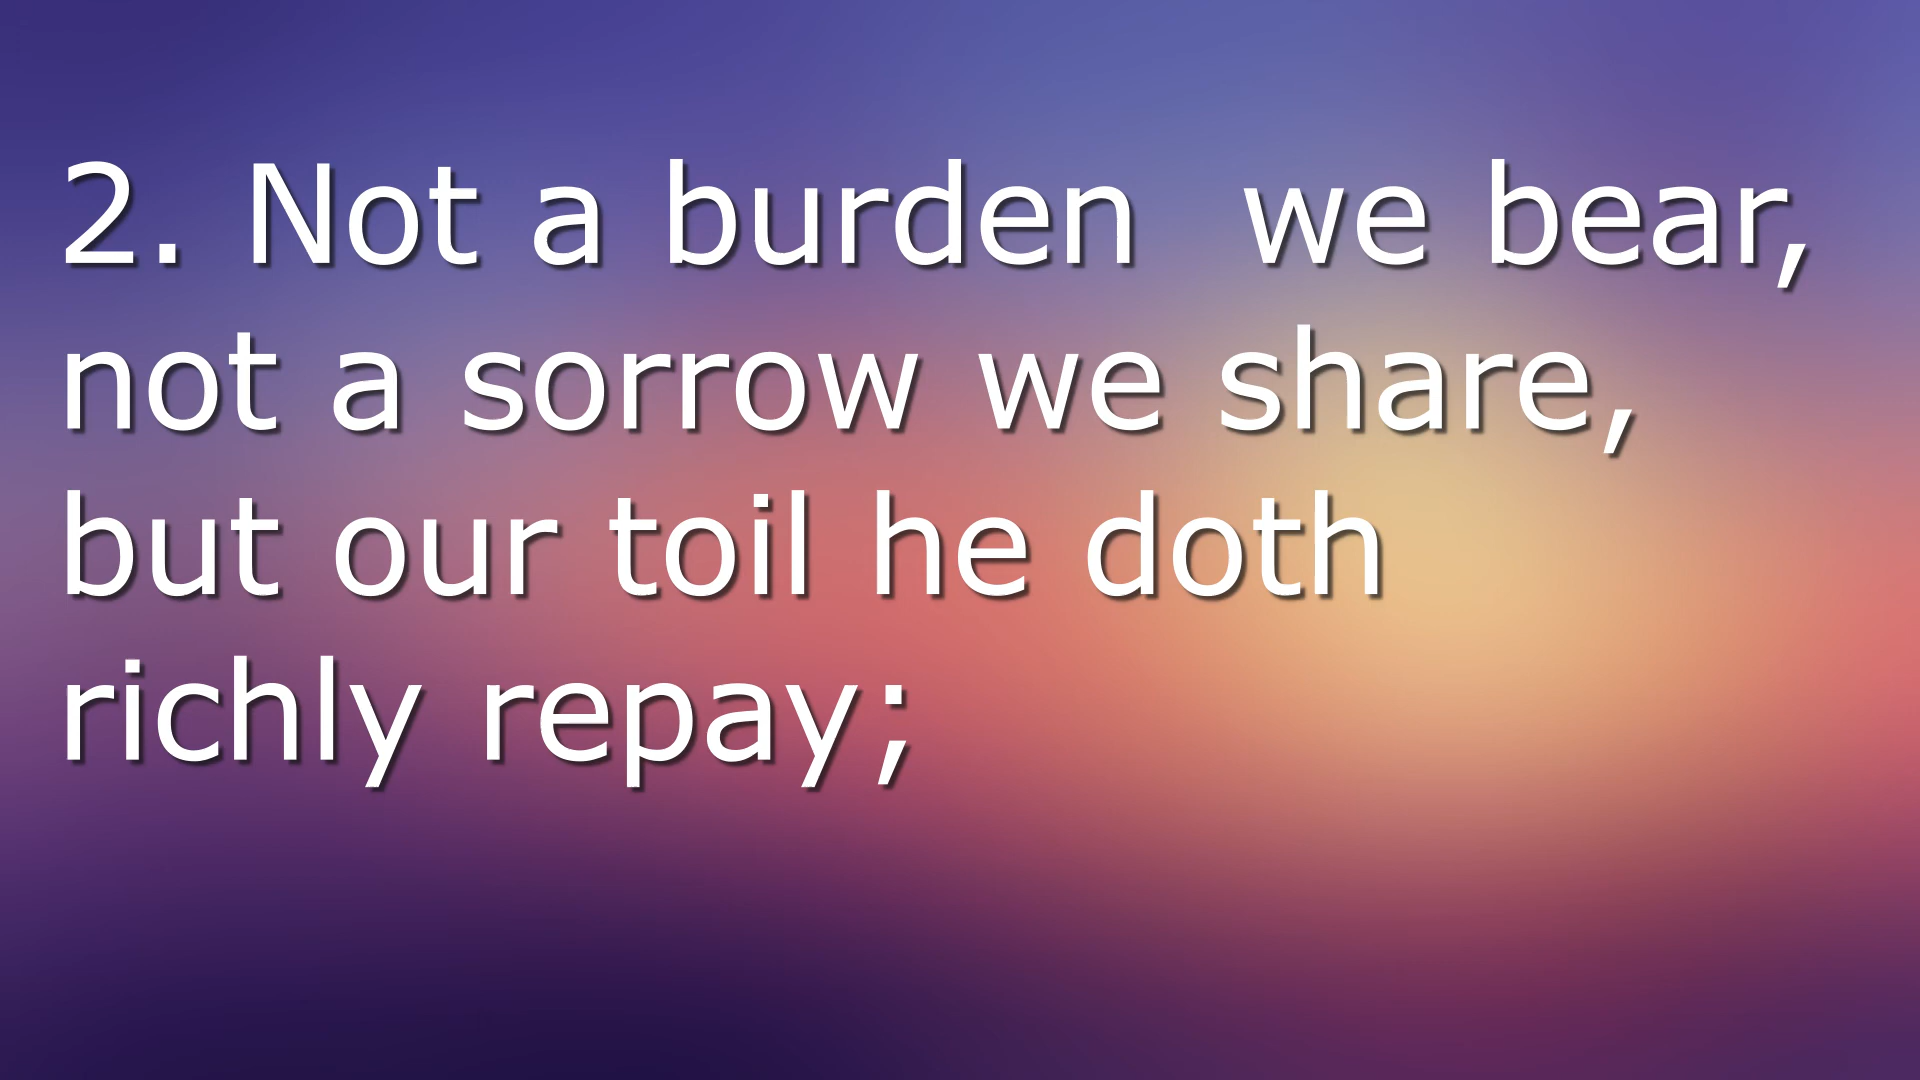 2. Not a burden  we bear,
not a sorrow we share,
but our toil he doth
richly repay;